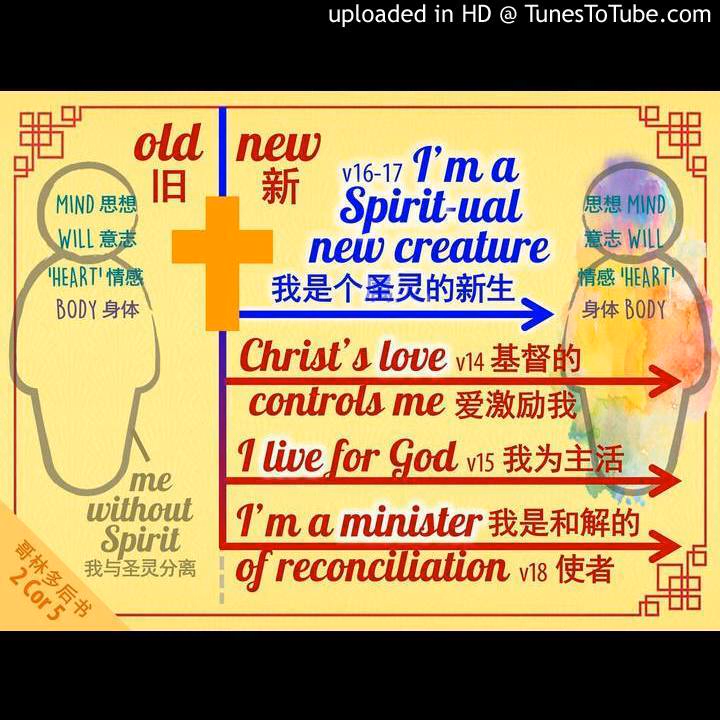 uploaded in HD @ TunesToTube.com
old
旧
new
新
v16-17 I'm a
Spirit-ual
new creature
我是个圣灵的新生
MIND 思想
WILL 意志
'HEART' 情感
BODY 身体
思想 MIND
意志 WILL
情感 'HEART'
身体 BODY
Christ's love v14 基督的
controls me 爱激励我
I live for God v15 我为主活
I'm a minister 我是和解的
of reconciliation v18 使者
me
without
Spirit
我与圣灵分离
哥林多后书
2 Cor 5